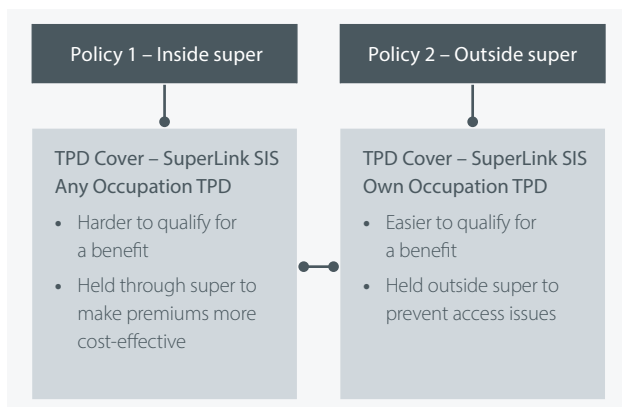 Policy 1 – Inside super
TPD Cover – SuperLink SIS
Any Occupation TPD
• Harder to qualify for
a benefit
• Held through super to
make premiums more
cost-effective
Policy 2 – Outside super
TPD Cover – SuperLink SIS
Own Occupation TPD
• Easier to qualify for
a benefit
• Held outside super to
prevent access issues